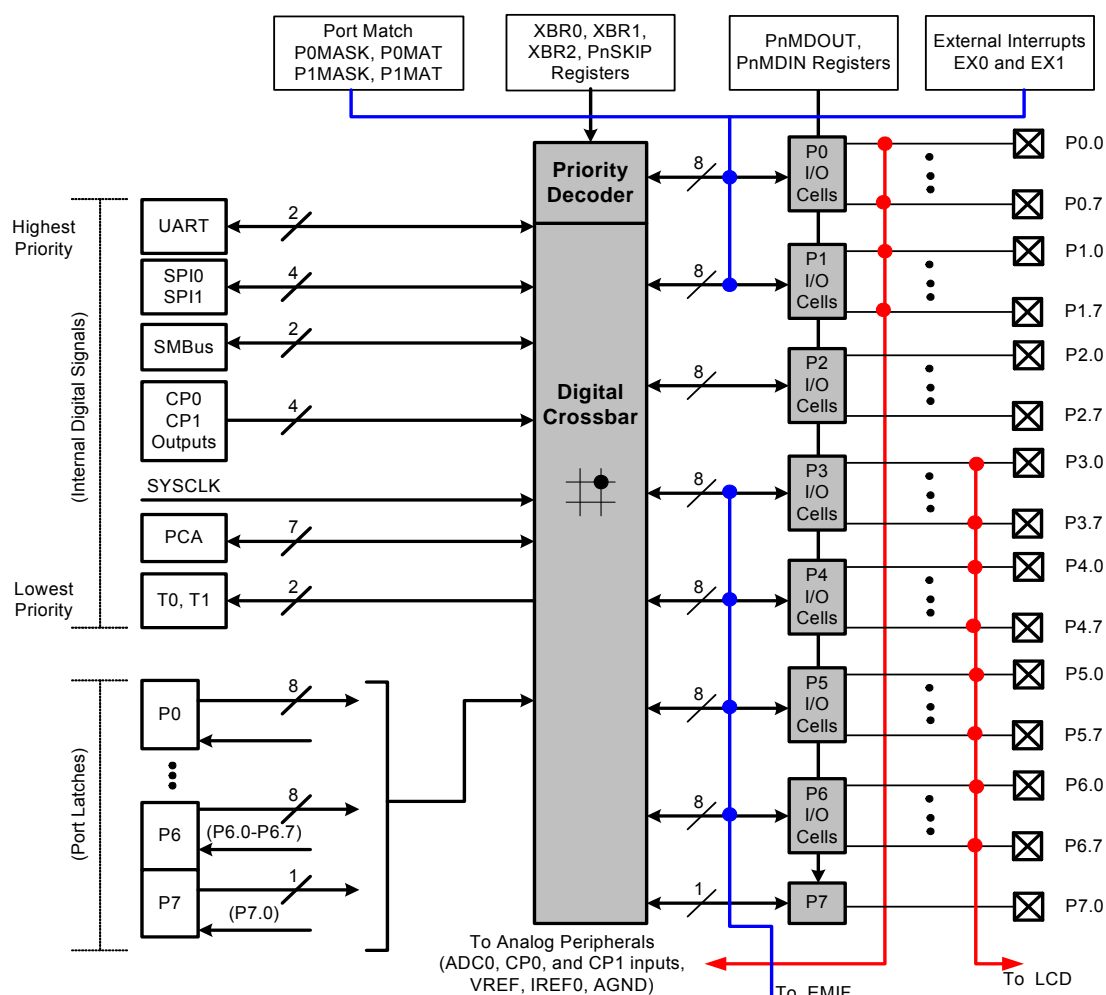 Port Match
P0MASK, P0MAT
P1MASK, P1MAT
XBR0, XBR1,
XBR2, PnSKIP
Registers
PnMDOUT,
PnMDIN Registers
External Interrupts
EX0 and EX1
Highest
Priority
(Internal Digital Signals)
Lowest
Priority
UART
2
SPI0
SPI1
4
SMBus
2
CP0
CP1
Outputs
4
SYSCLK
PCA
7
T0, T1
2
(Port Latches)
P0
8
P6
8
(P6.0-P6.7)
P7
1
(P7.0)
Priority
Decoder
Digital
Crossbar
8
P0
I/O
Cells
P0.0
P0.7
8
P1
I/O
Cells
P1.0
P1.7
8
P2
I/O
Cells
P2.0
P2.7
8
P3
I/O
Cells
P3.0
P3.7
8
P4
I/O
Cells
P4.0
P4.7
8
P5
I/O
Cells
P5.0
P5.7
8
P6
I/O
Cells
P6.0
P6.7
1
P7
P7.0
To Analog Peripherals
(ADC0, CP0, and CP1 inputs,
VREF, IREF0, AGND)
To EMIF
To LCD